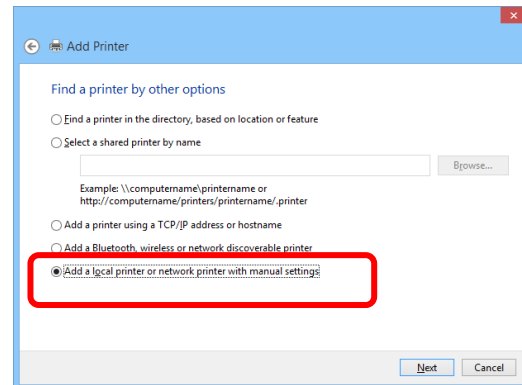 Add Printer
Find a printer by other options
Find a printer in the directory, based on location or feature
Select a shared printer by name
Browse...
Example: \\computername\printername or
http://computername/printers/printername/.printer
Add a printer using a TCP/IP address or hostname
Add a Bluetooth, wireless or network discoverable printer
Add a local printer or network printer with manual settings
Next
Cancel